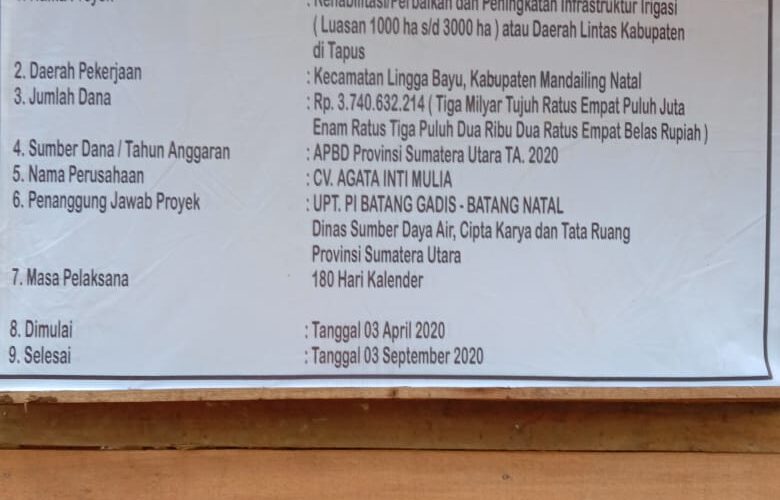 : Rehabilitasi/Perbaikan dan Peningkatan Infrastruktur Irigasi
( Luasan 1000 ha s/d 3000 ha ) atau Daerah Lintas Kabupaten
di Tapus
2. Daerah Pekerjaan : Kecamatan Lingga Bayu, Kabupaten Mandailing Natal
3. Jumlah Dana : Rp. 3.740.632.214 ( Tiga Milyar Tujuh Ratus Empat Puluh Juta
Enam Ratus Tiga Puluh Dua Ribu Dua Ratus Empat Belas Rupiah )
4. Sumber Dana / Tahun Anggaran : APBD Provinsi Sumatera Utara TA. 2020
5. Nama Perusahaan : CV. AGATA INTI MULIA
6. Penanggung Jawab Proyek : UPT. PI BATANG GADIS - BATANG NATAL
Dinas Sumber Daya Air, Cipta Karya dan Tata Ruang
Provinsi Sumatera Utara
7. Masa Pelaksana 180 Hari Kalender
8. Dimulai : Tanggal 03 April 2020
9. Selesai : Tanggal 03 September 2020